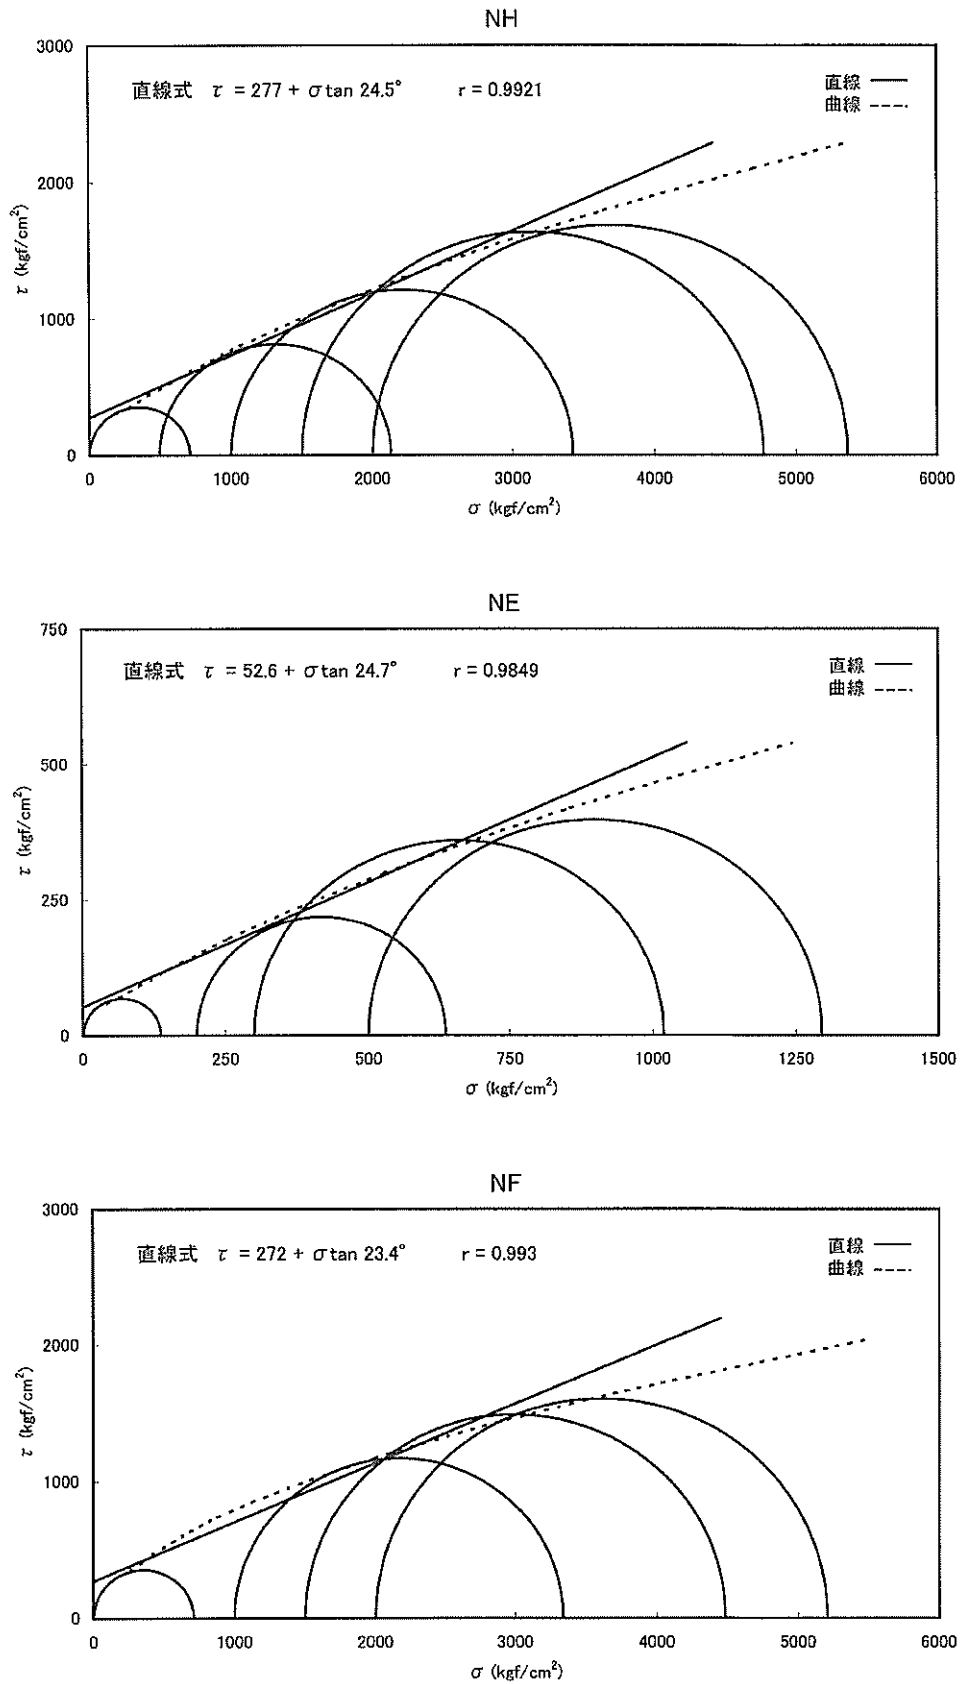 NH
3000
直線式 τ = 277 + σ tan 24.5° r = 0.9921
直線
曲線
2000
τ (kgf/cm²)
1000
0
0 1000 2000 3000 4000 5000 6000
σ (kgf/cm²)
NE
750
直線式 τ = 52.6 + σ tan 24.7° r = 0.9849
直線
曲線
500
τ (kgf/cm²)
250
0
0 250 500 750 1000 1250 1500
σ (kgf/cm²)
NF
3000
直線式 τ = 272 + σ tan 23.4° r = 0.993
直線
曲線
2000
τ (kgf/cm²)
1000
0
0 1000 2000 3000 4000 5000 6000
σ (kgf/cm²)